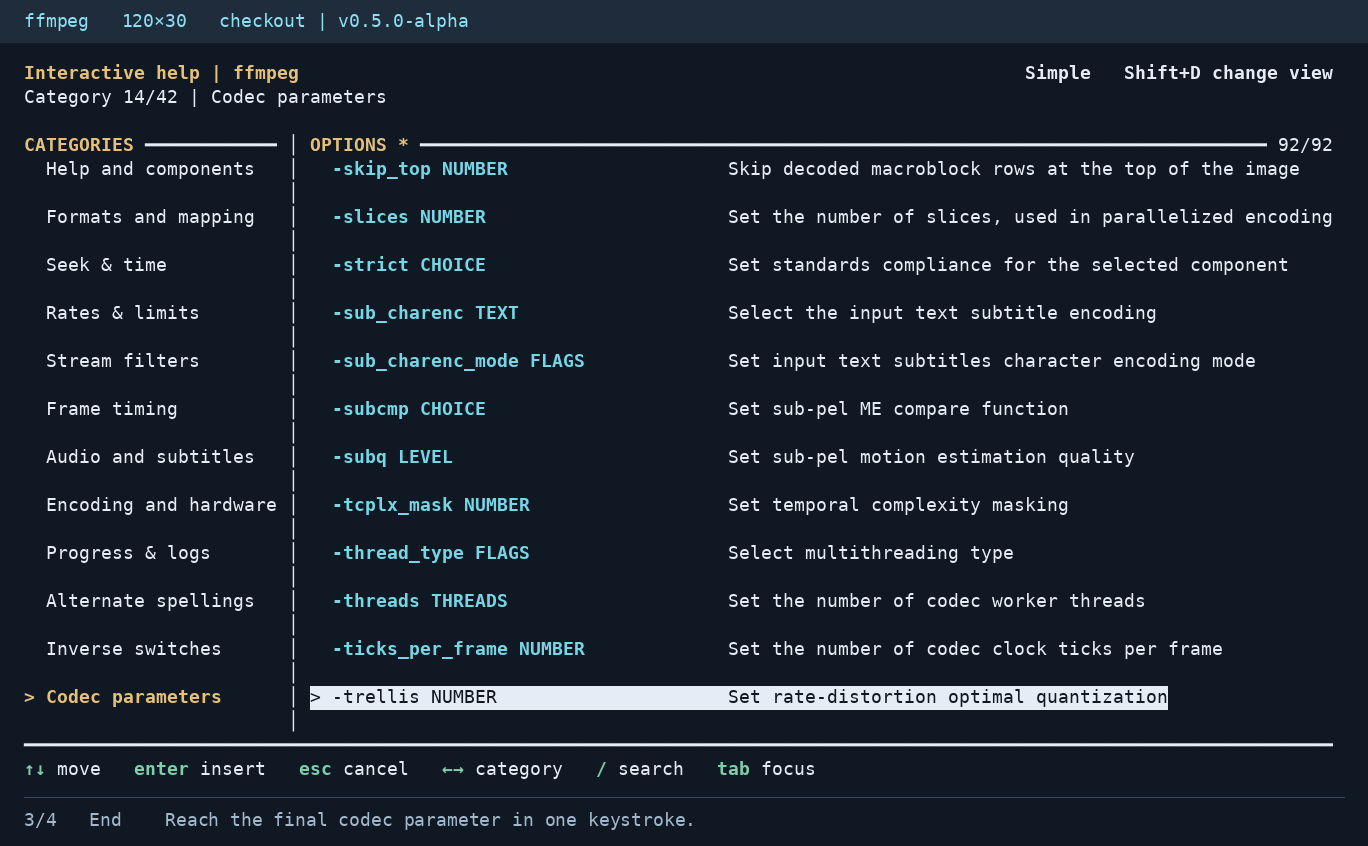 ffmpeg   120×30   checkout | v0.5.0-alpha
Interactive help | ffmpeg   Simple   Shift+D change view
Category 14/42 | Codec parameters
CATEGORIES   OPTIONS *   92/92
Help and components   -skip_top NUMBER   Skip decoded macroblock rows at the top of the image
Formats and mapping   -slices NUMBER   Set the number of slices, used in parallelized encoding
Seek & time   -strict CHOICE   Set standards compliance for the selected component
Rates & limits   -sub_charenc TEXT   Select the input text subtitle encoding
Stream filters   -sub_charenc_mode FLAGS   Set input text subtitles character encoding mode
Frame timing   -subcmp CHOICE   Set sub-pel ME compare function
Audio and subtitles   -subq LEVEL   Set sub-pel motion estimation quality
Encoding and hardware   -tcplx_mask NUMBER   Set temporal complexity masking
Progress & logs   -thread_type FLAGS   Select multithreading type
Alternate spellings   -threads THREADS   Set the number of codec worker threads
Inverse switches   -ticks_per_frame NUMBER   Set the number of codec clock ticks per frame
> Codec parameters   > -trellis NUMBER   Set rate-distortion optimal quantization
↑↓ move   enter insert   esc cancel   ←→ category   / search   tab focus
3/4   End   Reach the final codec parameter in one keystroke.